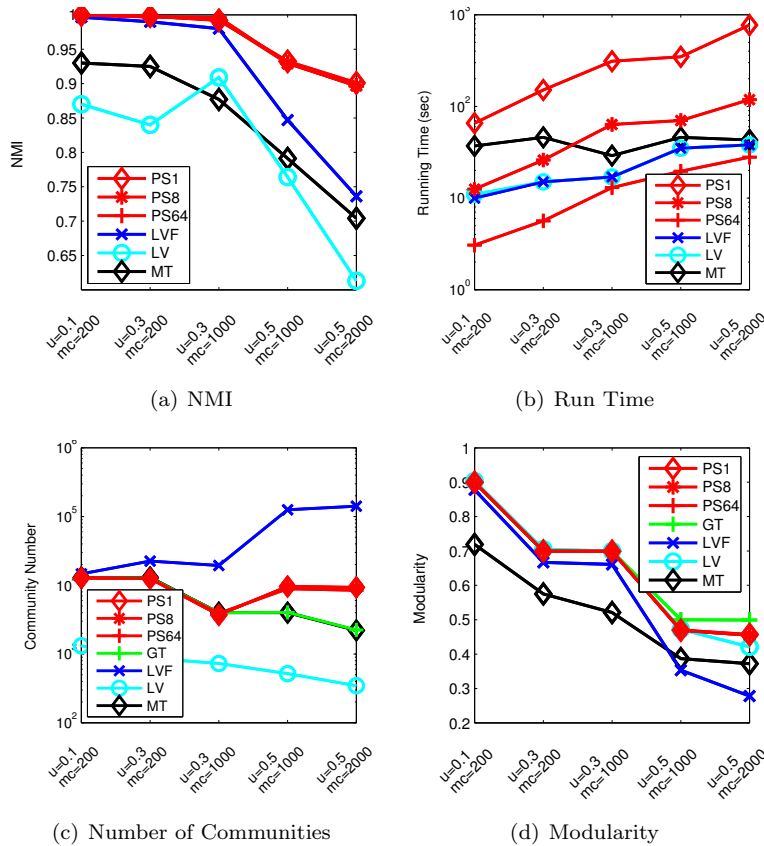 1
0.95
0.9
0.85
0.8
0.75
0.7
0.65
NMI
PS1
PS8
PS64
LVF
LV
MT
u=0.1 mc=200
u=0.3 mc=200
u=0.3 mc=1000
u=0.5 mc=1000
u=0.5 mc=2000
(a) NMI
10³
10²
10¹
10⁰
Running Time (sec)
PS1
PS8
PS64
LVF
LV
MT
u=0.1 mc=200
u=0.3 mc=200
u=0.3 mc=1000
u=0.5 mc=1000
u=0.5 mc=2000
(b) Run Time
10⁶
10⁵
10
10
10²
Community Number
PS1
PS8
PS64
GT
LVF
LV
MT
u=0.1 mc=200
u=0.3 mc=200
u=0.3 mc=1000
u=0.5 mc=1000
u=0.5 mc=2000
(c) Number of Communities
1
0.9
0.8
0.7
0.6
0.5
0.4
0.3
0.2
Modularity
PS1
PS8
PS64
GT
LVF
LV
MT
u=0.1 mc=200
u=0.3 mc=200
u=0.3 mc=1000
u=0.5 mc=1000
u=0.5 mc=2000
(d) Modularity